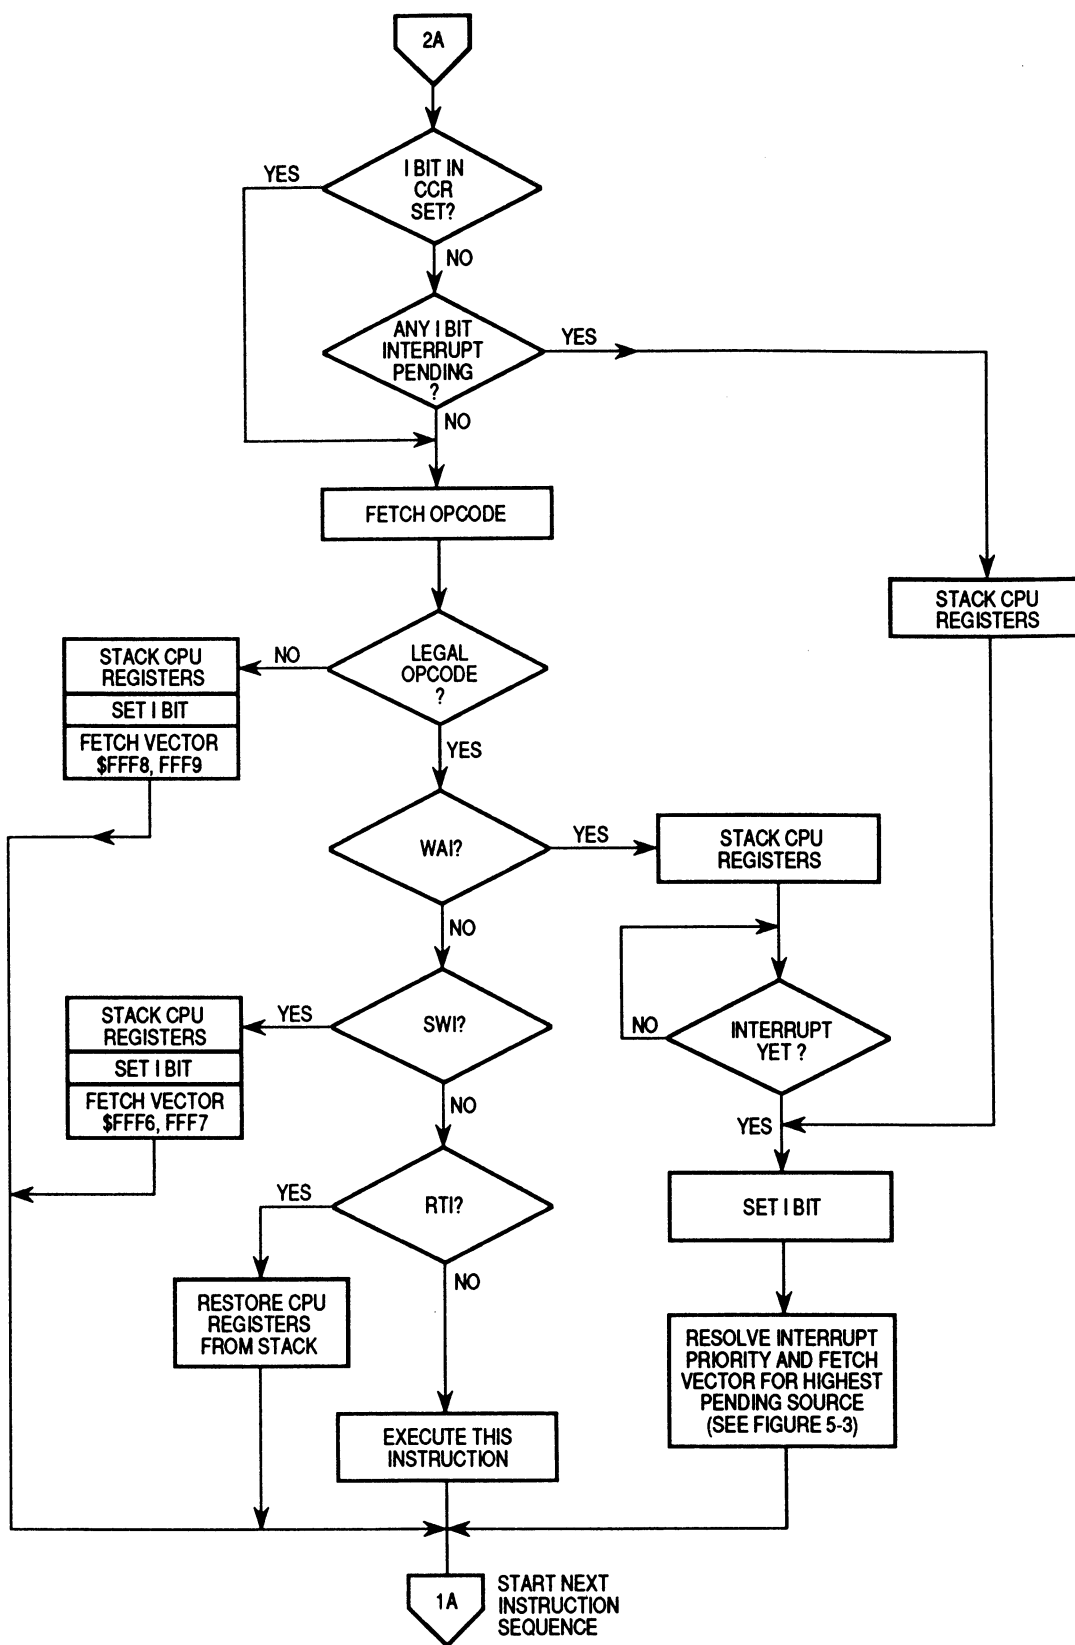 2A
I BIT IN
CCR
SET?
YES
NO
ANY I BIT
INTERRUPT
PENDING
?
YES
NO
FETCH OPCODE
STACK CPU
REGISTERS
LEGAL
OPCODE
?
NO
STACK CPU
REGISTERS
SET I BIT
FETCH VECTOR
$FFF8, FFF9
YES
WAI?
YES
STACK CPU
REGISTERS
NO
SWI?
YES
STACK CPU
REGISTERS
SET I BIT
FETCH VECTOR
$FFF6, FFF7
NO
INTERRUPT
YET ?
NO
YES
RTI?
YES
SET I BIT
NO
RESTORE CPU
REGISTERS
FROM STACK
RESOLVE INTERRUPT
PRIORITY AND FETCH
VECTOR FOR HIGHEST
PENDING SOURCE
(SEE FIGURE 5-3)
EXECUTE THIS
INSTRUCTION
1A
START NEXT
INSTRUCTION
SEQUENCE